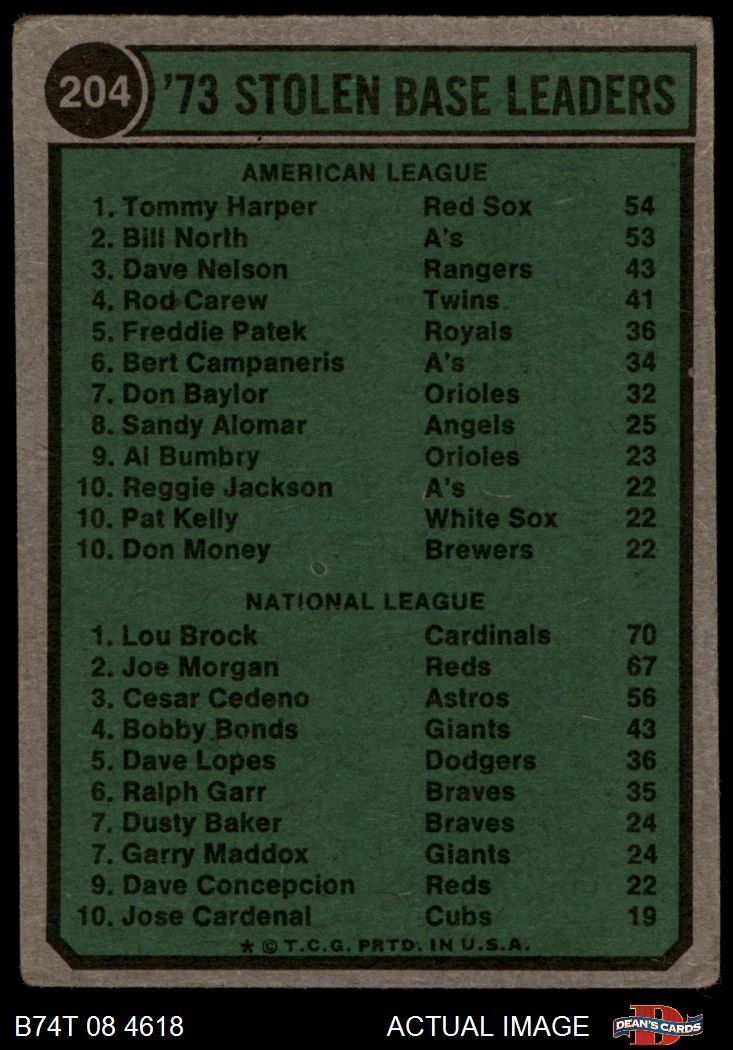 204 '73 STOLEN BASE LEADERS
AMERICAN LEAGUE
1. Tommy Harper Red Sox 54
2. Bill North A's 53
3. Dave Nelson Rangers 43
4. Rod Carew Twins 41
5. Freddie Patek Royals 36
6. Bert Campaneris A's 34
7. Don Baylor Orioles 32
8. Sandy Alomar Angels 25
9. Al Bumbry Orioles 23
10. Reggie Jackson A's 22
10. Pat Kelly White Sox 22
10. Don Money Brewers 22
NATIONAL LEAGUE
1. Lou Brock Cardinals 70
2. Joe Morgan Reds 67
3. Cesar Cedeno Astros 56
4. Bobby Bonds Giants 43
5. Dave Lopes Dodgers 36
6. Ralph Garr Braves 35
7. Dusty Baker Braves 24
7. Garry Maddox Giants 24
9. Dave Concepcion Reds 22
10. Jose Cardenal Cubs 19
* © T.C.G. PRTD. IN U.S.A.
B74T 08 4618 ACTUAL IMAGE D DEAN'S CARDS